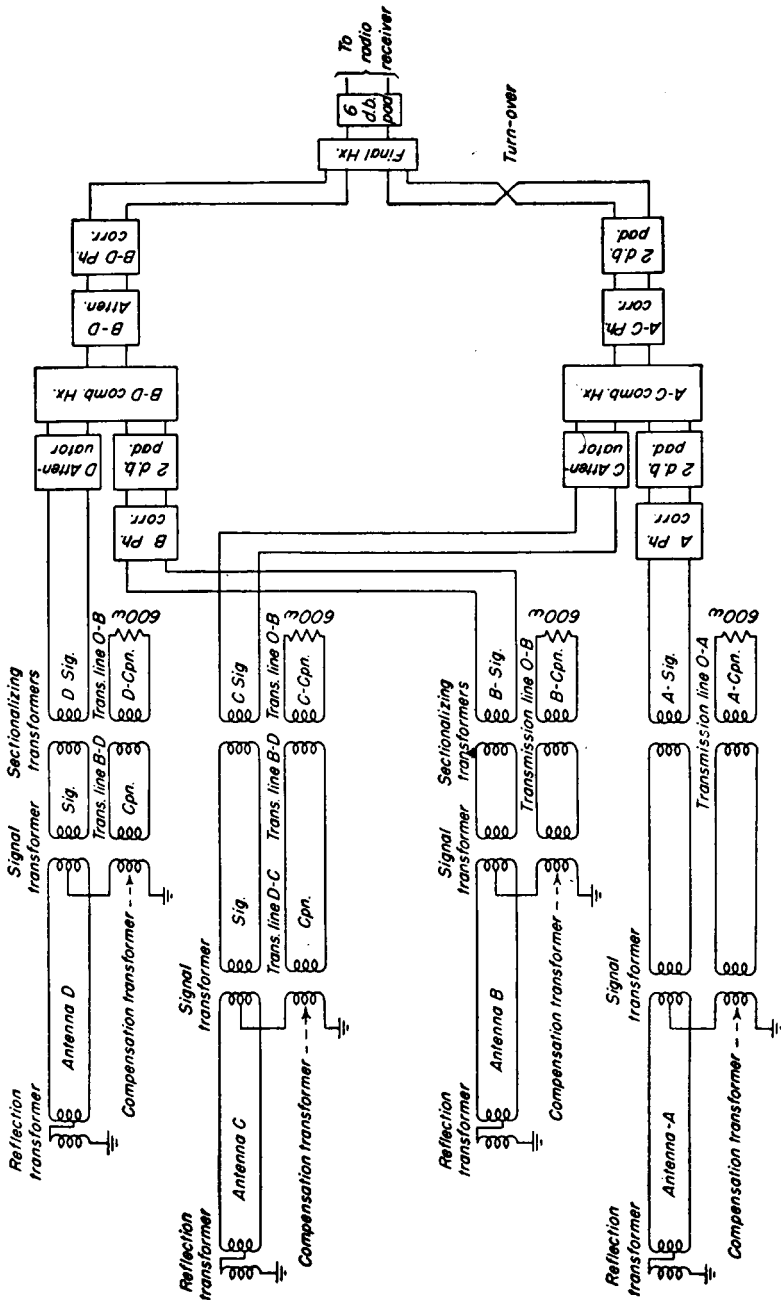 To
radio
receiver
6
d.b.
pad
Final Hx.
Turn-over
B-D Ph.
corr.
B-D
Atten.
B-D comb. Hx.
D Atten-
uator
2 d.b.
pad.
B Ph.
corr.
2 d.b.
pad.
A-C Ph.
corr.
A-C comb. Hx
C Atten-
uator
2 d.b.
pad.
A Ph.
corr.
Reflection
transformer
Antenna D
Compensation transformer
Signal
transformer
Sig.
Trans. line B-D
Cpn.
Sectionalizing
transformers
D Sig.
Trans. line O-B
D-Cpn.
600ω
Reflection
transformer
Antenna C
Compensation transformer
Signal
transformer
Sig.
Trans. line D-C
Cpn.
Trans. line B-D
C Sig
Trans. line O-B
C-Cpn.
600ω
Reflection
transformer
Antenna B
Compensation transformer
Signal
transformer
Sectionalizing
transformers
B- Sig.
Transmission line O-B
B-Cpn.
600ω
Reflection
transformer
Antenna-A
Compensation transformer
Signal
transformer
A- Sig.
Transmission line O-A
A-Cpn.
600ω